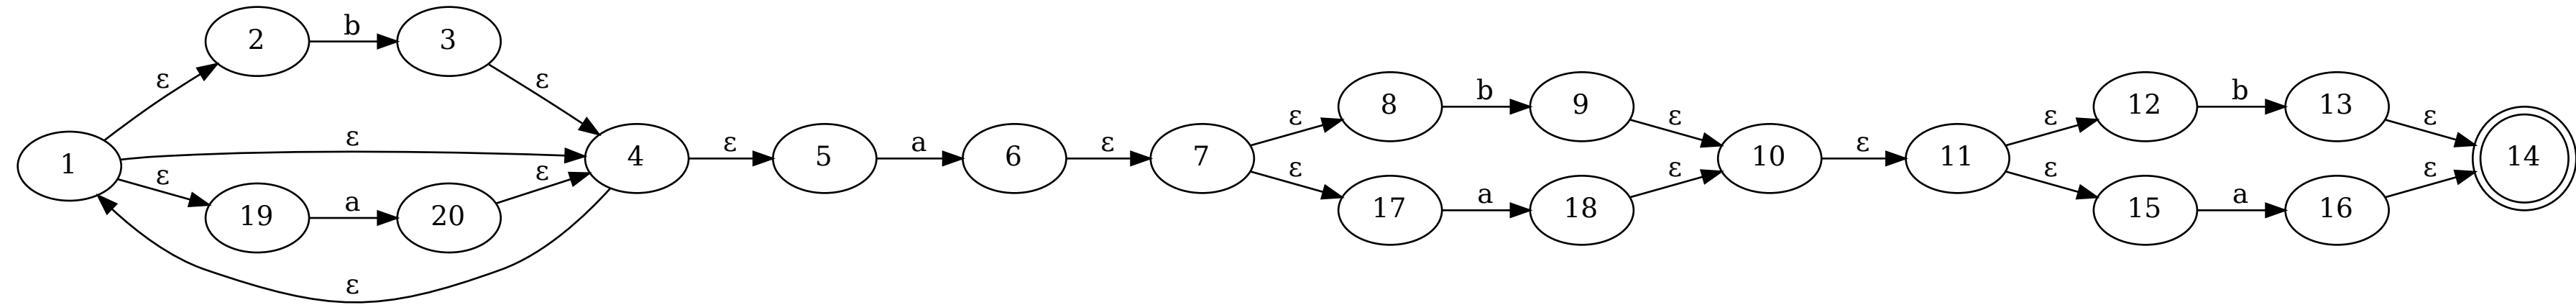 2 b 3
ε ε
8 b 9 12 b 13
ε ε ε ε
1 ε 4 ε 5 a 6 ε 7 10 ε 11 14
ε ε ε ε ε ε
19 a 20 17 a 18 15 a 16
ε